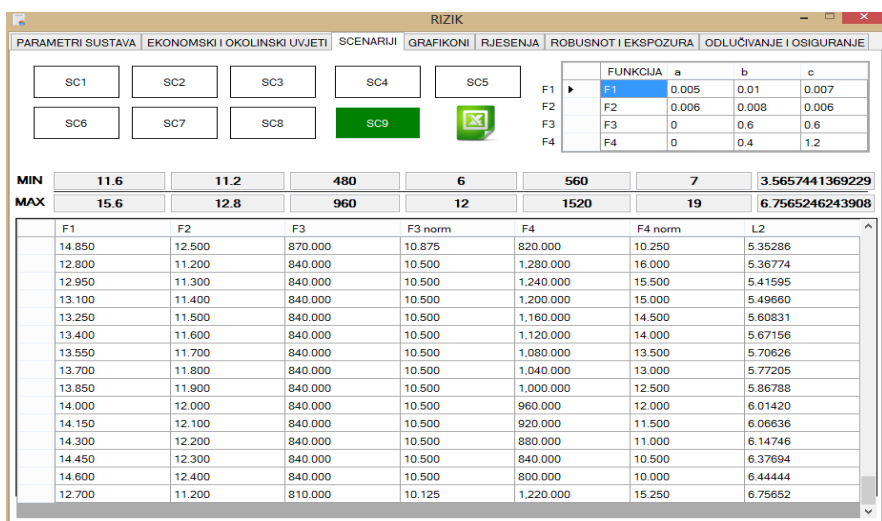 RIZIK
PARAMETRI SUSTAVA EKONOMSKI I OKOLINSKI UVJETI SCENARIJI GRAFIKONI RJESENJA ROBUSNOT I EKSPOZURA ODLUČIVANJE I OSIGURANJE
SC1 SC2 SC3 SC4 SC5
SC6 SC7 SC8 SC9
FUNKCIJA a b c
F1 F1 0.005 0.01 0.007
F2 F2 0.006 0.008 0.006
F3 F3 0 0.6 0.6
F4 F4 0 0.4 1.2
MIN 11.6 11.2 480 6 560 7 3.5657441369229
MAX 15.6 12.8 960 12 1520 19 6.7565246243908
F1 F2 F3 F3 norm F4 F4 norm L2
14.850 12.500 870.000 10.875 820.000 10.250 5.35286
12.800 11.200 840.000 10.500 1,280.000 16.000 5.36774
12.950 11.300 840.000 10.500 1,240.000 15.500 5.41595
13.100 11.400 840.000 10.500 1,200.000 15.000 5.49660
13.250 11.500 840.000 10.500 1,160.000 14.500 5.60831
13.400 11.600 840.000 10.500 1,120.000 14.000 5.67156
13.550 11.700 840.000 10.500 1,080.000 13.500 5.70626
13.700 11.800 840.000 10.500 1,040.000 13.000 5.77205
13.850 11.900 840.000 10.500 1,000.000 12.500 5.86788
14.000 12.000 840.000 10.500 960.000 12.000 6.01420
14.150 12.100 840.000 10.500 920.000 11.500 6.06636
14.300 12.200 840.000 10.500 880.000 11.000 6.14746
14.450 12.300 840.000 10.500 840.000 10.500 6.37694
14.600 12.400 840.000 10.500 800.000 10.000 6.44444
12.700 11.200 810.000 10.125 1,220.000 15.250 6.75652